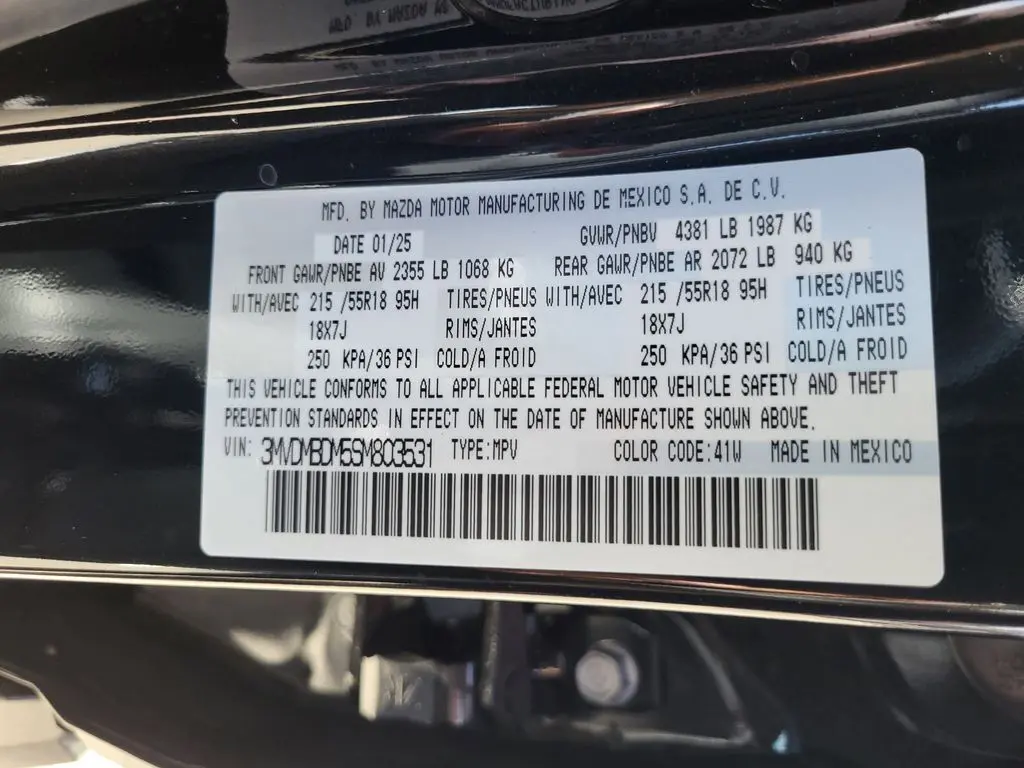 MFD. BY MAZDA MOTOR MANUFACTURING DE MEXICO S.A. DE C.V.
DATE 01/25 GVWR/PNBV 4381 LB 1987 KG
FRONT GAWR/PNBE AV 2355 LB 1068 KG REAR GAWR/PNBE AR 2072 LB 940 KG
WITH/AVEC 215 /55R18 95H TIRES/PNEUS WITH/AVEC 215 /55R18 95H TIRES/PNEUS
18X7J RIMS/JANTES 18X7J RIMS/JANTES
250 KPA/36 PSI COLD/A FROID 250 KPA/36 PSI COLD/A FROID
THIS VEHICLE CONFORMS TO ALL APPLICABLE FEDERAL MOTOR VEHICLE SAFETY AND THEFT
PREVENTION STANDARDS IN EFFECT ON THE DATE OF MANUFACTURE SHOWN ABOVE.
VIN: 3MVDMBDM5SM803531 TYPE:MPV COLOR CODE:41W MADE IN MEXICO